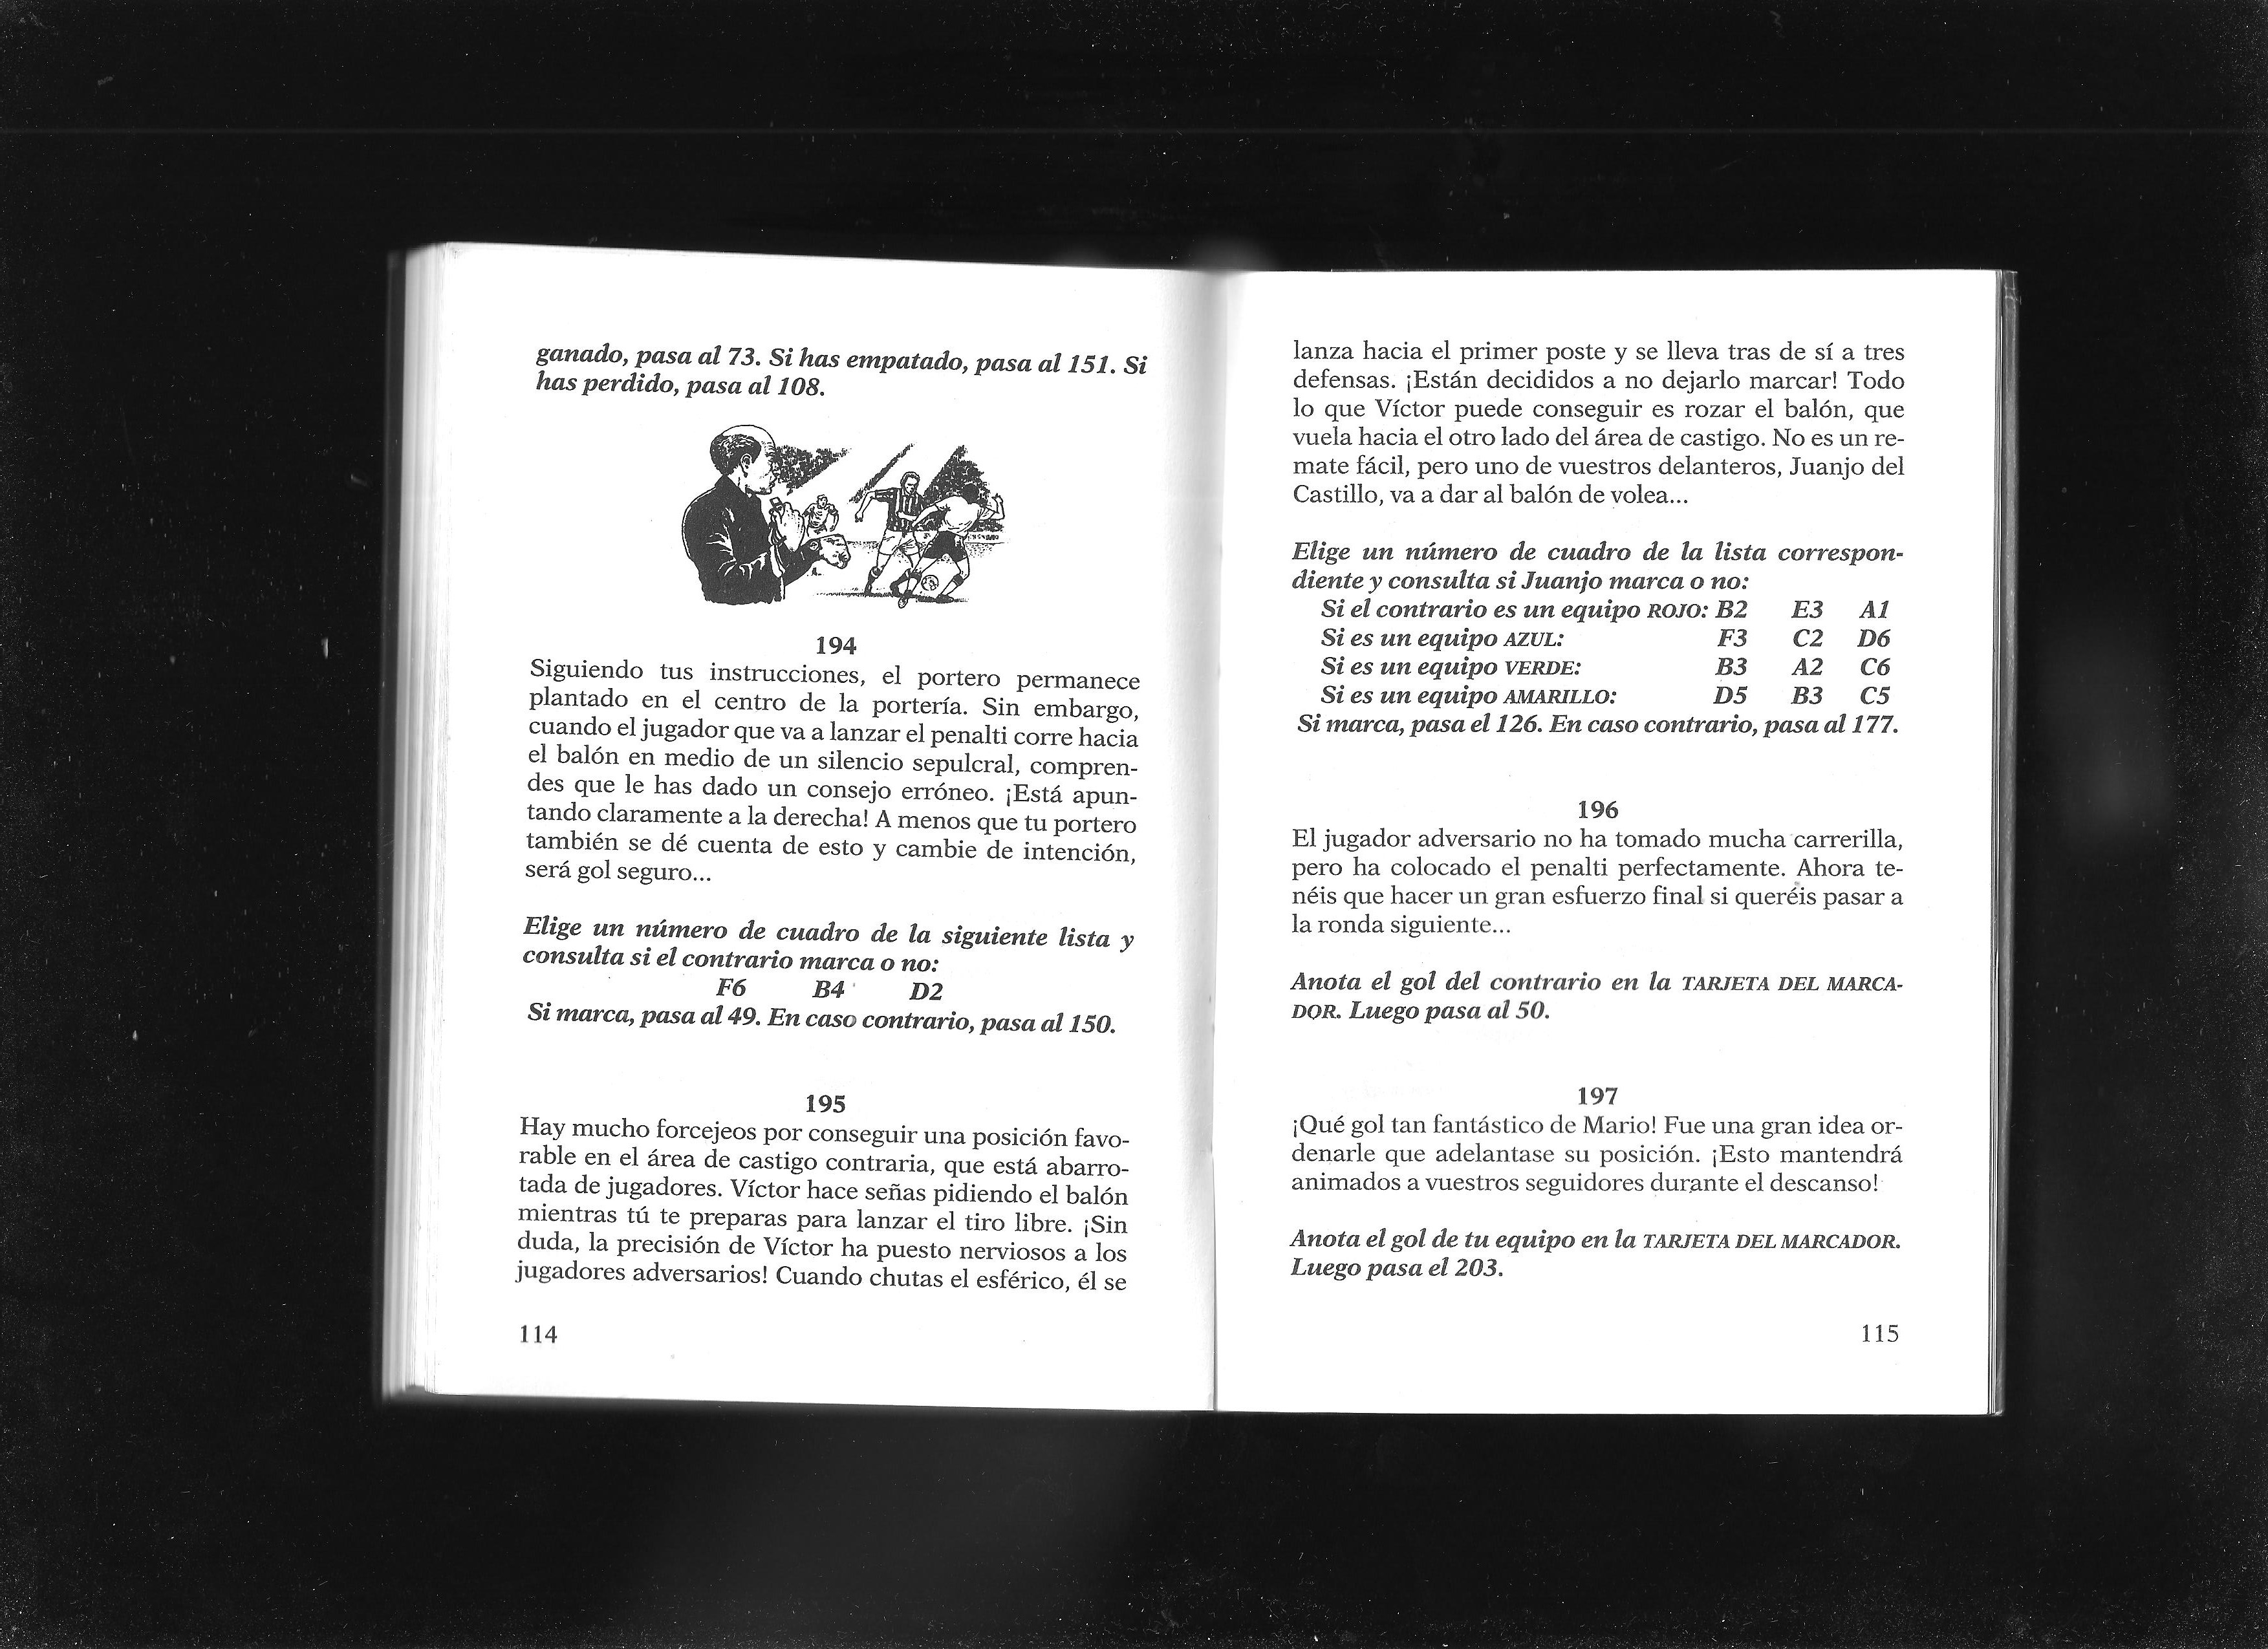 ganado, pasa al 73. Si has empatado, pasa al 151. Si
has perdido, pasa al 108.
194
Siguiendo tus instrucciones, el portero permanece
plantado en el centro de la portería. Sin embargo,
cuando el jugador que va a lanzar el penalti corre hacia
el balón en medio de un silencio sepulcral, compren-
des que le has dado un consejo erróneo. ¡Está apun-
tando claramente a la derecha! A menos que tu portero
también se dé cuenta de esto y cambie de intención,
será gol seguro...
Elige un número de cuadro de la siguiente lista y
consulta si el contrario marca o no:
F6 B4 D2
Si marca, pasa al 49. En caso contrario, pasa al 150.
195
Hay mucho forcejeos por conseguir una posición favo-
rable en el área de castigo contraria, que está abarro-
tada de jugadores. Víctor hace señas pidiendo el balón
mientras tú te preparas para lanzar el tiro libre. ¡Sin
duda, la precisión de Víctor ha puesto nerviosos a los
jugadores adversarios! Cuando chutas el esférico, él se
114
lanza hacia el primer poste y se lleva tras de sí a tres
defensas. ¡Están decididos a no dejarlo marcar! Todo
lo que Víctor puede conseguir es rozar el balón, que
vuela hacia el otro lado del área de castigo. No es un re-
mate fácil, pero uno de vuestros delanteros, Juanjo del
Castillo, va a dar al balón de volea...
Elige un número de cuadro de la lista correspon-
diente y consulta si Juanjo marca o no:
Si el contrario es un equipo ROJO: B2 E3 A1
Si es un equipo AZUL: F3 C2 D6
Si es un equipo VERDE: B3 A2 C6
Si es un equipo AMARILLO: D5 B3 C5
Si marca, pasa el 126. En caso contrario, pasa al 177.
196
El jugador adversario no ha tomado mucha carrerilla,
pero ha colocado el penalti perfectamente. Ahora te-
néis que hacer un gran esfuerzo final si queréis pasar a
la ronda siguiente...
Anota el gol del contrario en la TARJETA DEL MARCA-
DOR. Luego pasa al 50.
197
¡Qué gol tan fantástico de Mario! Fue una gran idea or-
denarle que adelantase su posición. ¡Esto mantendrá
animados a vuestros seguidores durante el descanso!
Anota el gol de tu equipo en la TARJETA DEL MARCADOR.
Luego pasa el 203.
115